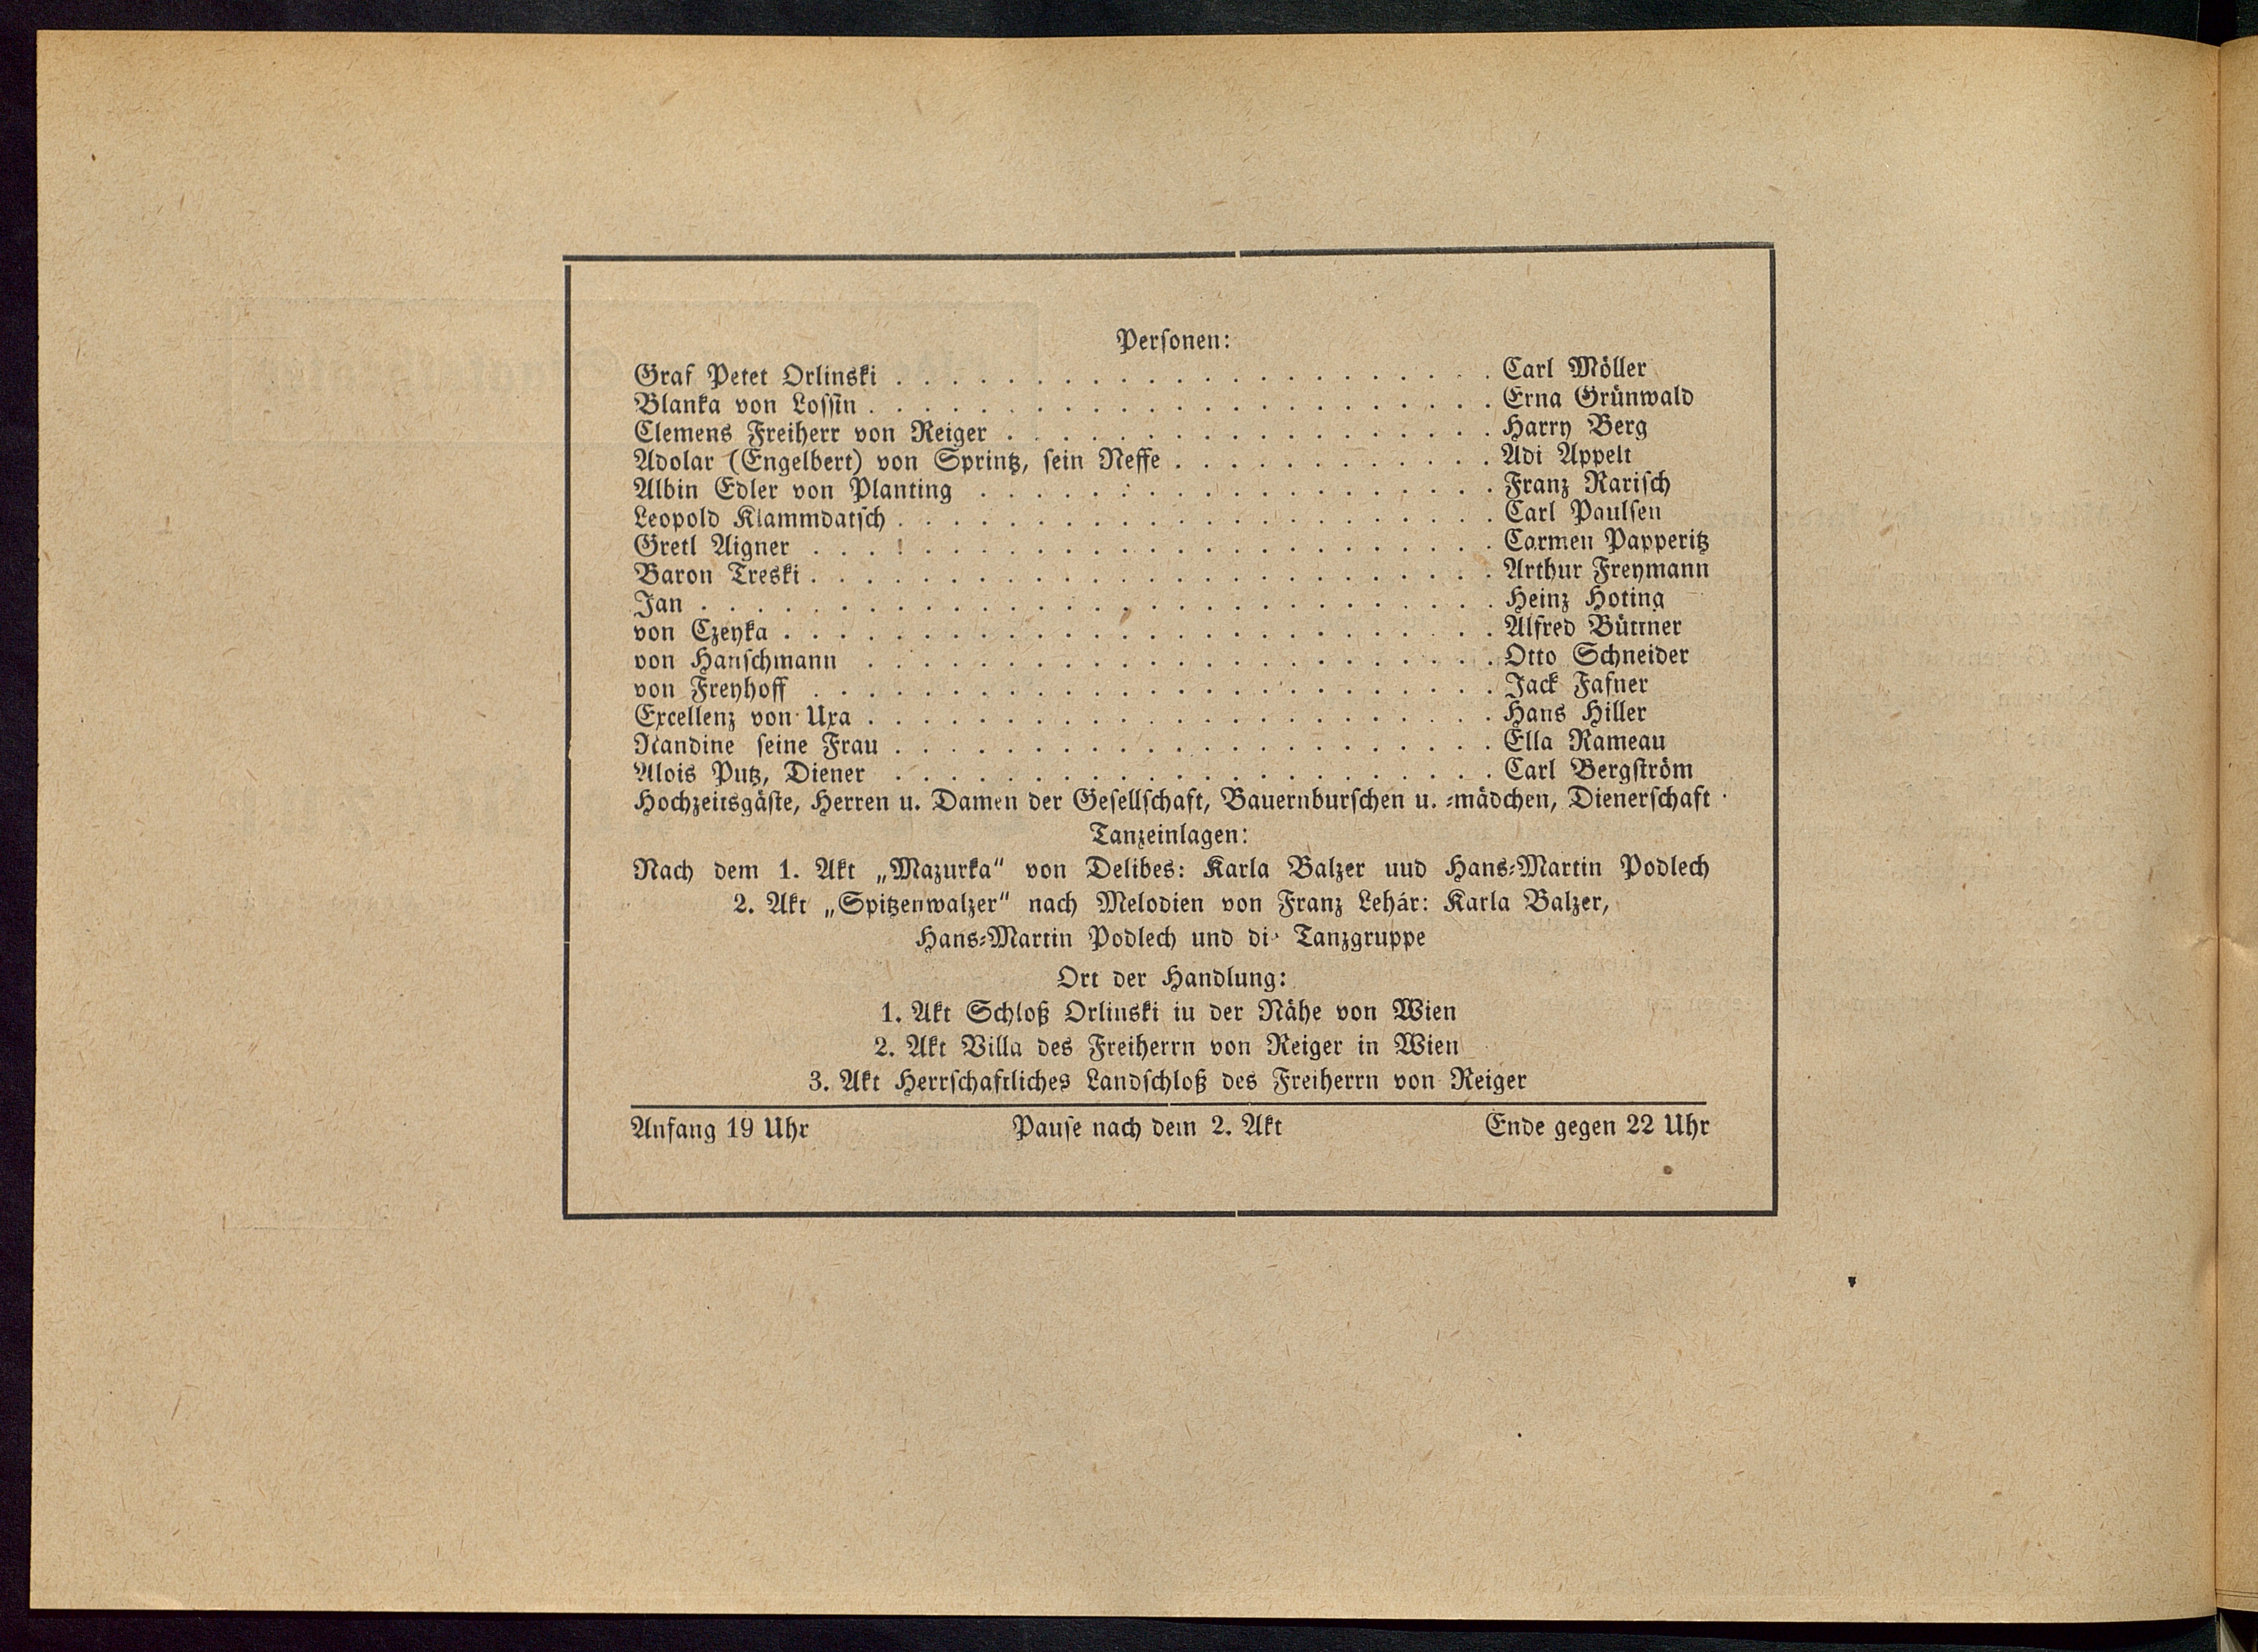 Personen:
Graf Petet Orlinski . . . . . . . . . . . . . . . . . . . . . . Carl Möller
Blanka von Lossin . . . . . . . . . . . . . . . . . . . . . . . Erna Grünwald
Clemens Freiherr von Reiger . . . . . . . . . . . . . . . . . . Harry Berg
Adolar (Engelbert) von Sprintz, sein Neffe . . . . . . . . . . . . Adi Appelt
Albin Edler von Planting . . . . . . . . . . . . . . . . . . . Franz Rarisch
Leopold Klammdatsch . . . . . . . . . . . . . . . . . . . . . . Carl Paulsen
Gretl Aigner . . . . . . . . . . . . . . . . . . . . . . . . . Carmen Papperitz
Baron Treski . . . . . . . . . . . . . . . . . . . . . . . . . Arthur Freymann
Jan . . . . . . . . . . . . . . . . . . . . . . . . . . . . . Heinz Hoting
von Czeyka . . . . . . . . . . . . . . . . . . . . . . . . . . Alfred Büttner
von Hanschmann . . . . . . . . . . . . . . . . . . . . . . . Otto Schneider
von Freyhoff . . . . . . . . . . . . . . . . . . . . . . . . . Jack Fafner
Excellenz von Uxa . . . . . . . . . . . . . . . . . . . . . . . Hans Hiller
Nandine seine Frau . . . . . . . . . . . . . . . . . . . . . . Ella Rameau
Alois Putz, Diener . . . . . . . . . . . . . . . . . . . . . . Carl Bergström
Hochzeitsgäste, Herren u. Damen der Gesellschaft, Bauernburschen u. -mädchen, Dienerschaft
Tanzeinlagen:
Nach dem 1. Akt „Mazurka“ von Delibes: Karla Balzer uud Hans-Martin Podlech
2. Akt „Spitzenwalzer“ nach Melodien von Franz Lehár: Karla Balzer,
Hans-Martin Podlech und die Tanzgruppe
Ort der Handlung:
1. Akt Schloß Orlinski in der Nähe von Wien
2. Akt Villa des Freiherrn von Reiger in Wien
3. Akt Herrschaftliches Landschloß des Freiherrn von Reiger
Anfang 19 Uhr Pause nach dem 2. Akt Ende gegen 22 Uhr